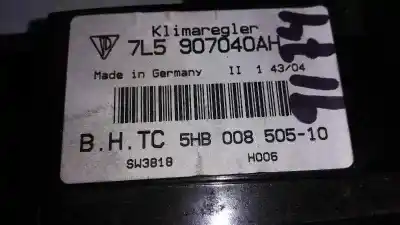 Klimaregler
7L5 907040AH
Made in Germany II 1 43/04
B.H.TC 5HB 008 505-10
SW3818 H006